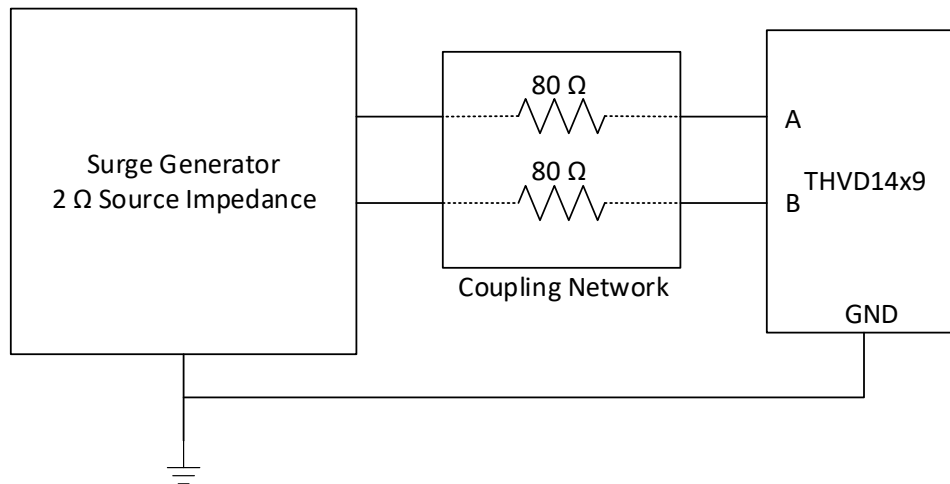 Surge Generator
2 Ω Source Impedance
80 Ω
80 Ω
Coupling Network
A
THVD14x9
B
GND